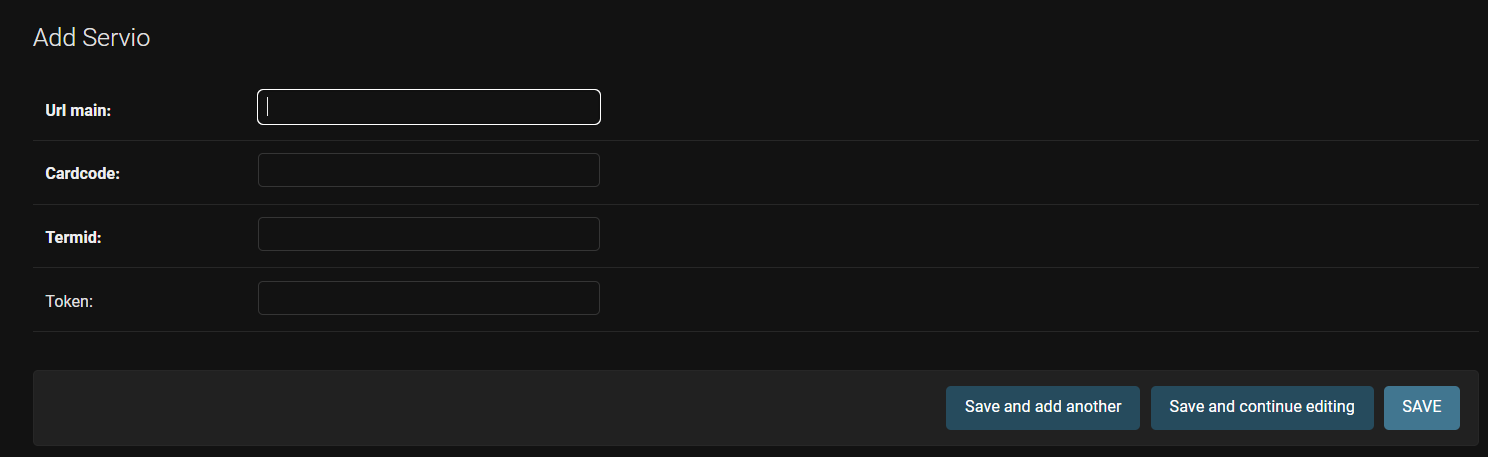 Add Servio
Url main:
Cardcode:
Termid:
Token:
Save and add another Save and continue editing SAVE